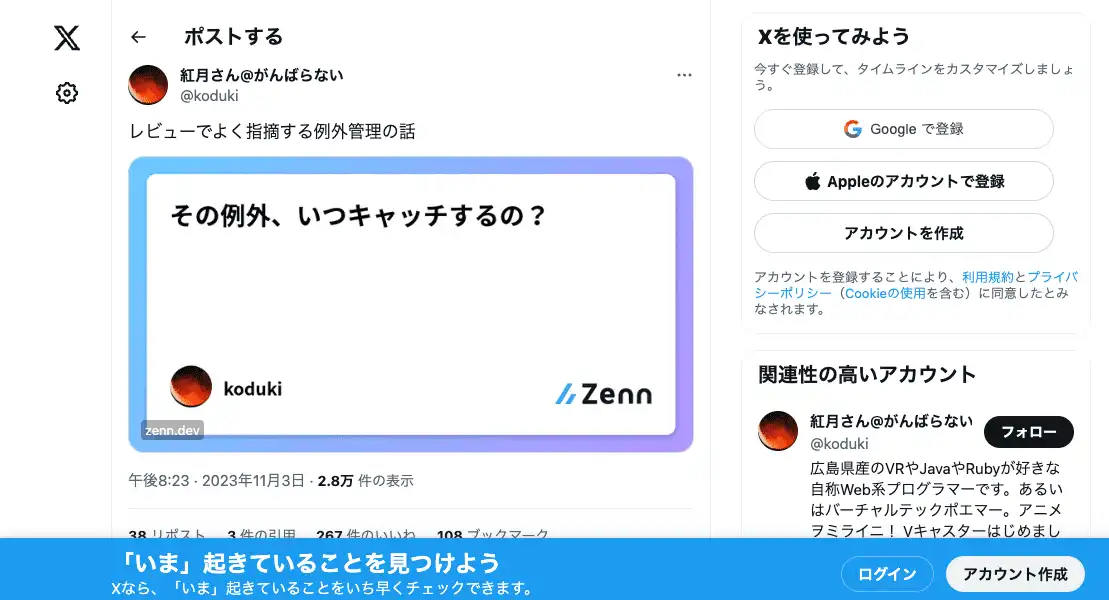 ポストする
紅月さん@がんばらない
@koduki
レビューでよく指摘する例外管理の話
その例外、いつキャッチするの？
koduki
Zenn
zenn.dev
午後8:23 · 2023年11月3日 · 2.8万 件の表示
38 リポスト 3 件の引用 267 件のいいね 108 ブックマーク
Xを使ってみよう
今すぐ登録して、タイムラインをカスタマイズしましょ
う。
Google で登録
Appleのアカウントで登録
アカウントを作成
アカウントを登録することにより、利用規約とプライバ
シーポリシー（Cookieの使用を含む）に同意したとみ
なされます。
関連性の高いアカウント
紅月さん@がんばらない
@koduki
フォロー
広島県産のVRやJavaやRubyが好きな
自称Web系プログラマーです。あるい
はバーチャルテックポエマー。アニメ
ヲミライニ！ Vキャスターはじめまし
「いま」起きていることを見つけよう
Xなら、「いま」起きていることをいち早くチェックできます。
ログイン
アカウント作成